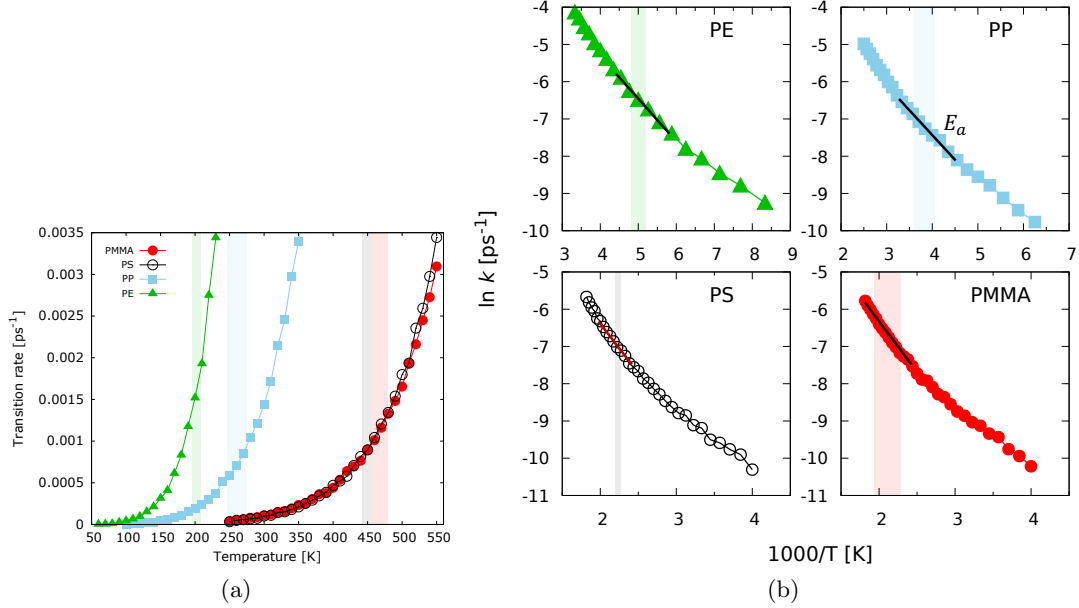 0.0035
0.003
0.0025
0.002
0.0015
0.001
0.0005
0
50 100 150 200 250 300 350 400 450 500 550
Transition rate [ps-1]
Temperature [K]
PMMA
PS
PP
PE
(a)
-4
-5
-6
-7
-8
-9
-10
3 4 5 6 7 8 9
PE
-4
-5
-6
-7
-8
-9
-10
2 3 4 5 6 7
PP
Ea
ln k [ps-1]
-5
-6
-7
-8
-9
-10
-11
2 3 4
PS
-5
-6
-7
-8
-9
-10
-11
2 3 4
PMMA
1000/T [K]
(b)